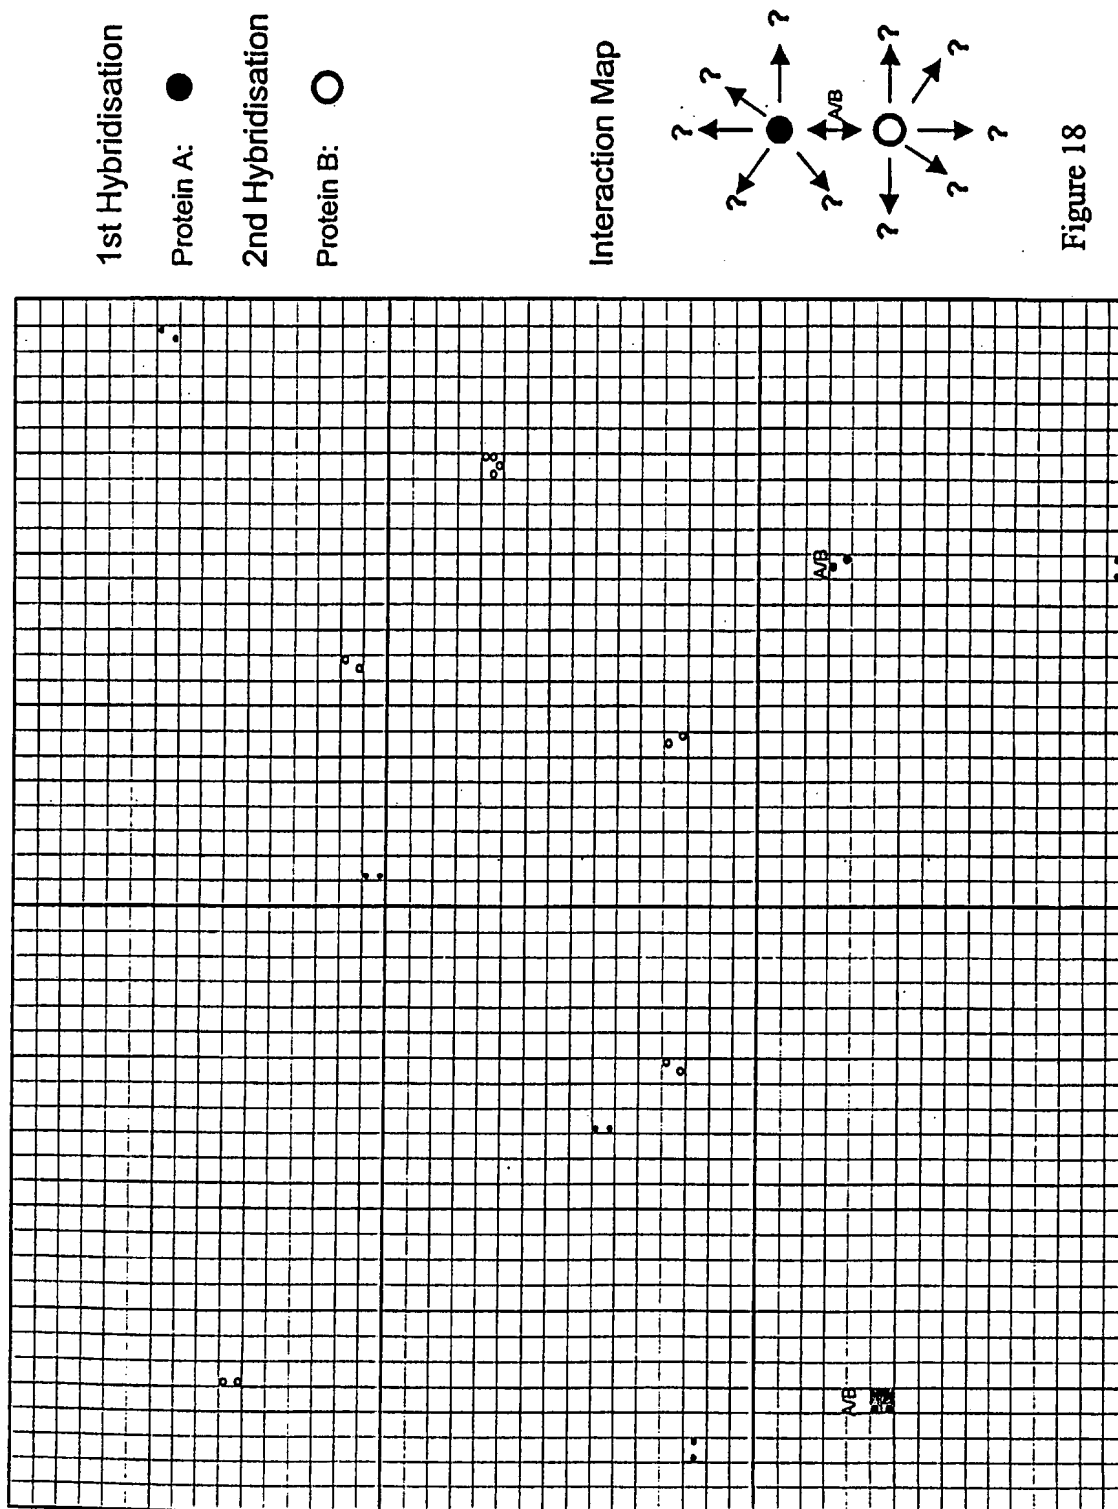 1st Hybridisation
Protein A:
2nd Hybridisation
Protein B:
Interaction Map
?
?
?
?
?
A/B
?
?
?
?
?
?
A/B
A/B
Figure 18